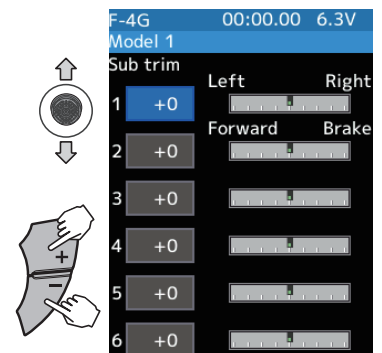 F-4G 00:00.00 6.3V
Model 1
Sub trim
Left Right
1 +0
Forward Brake
2 +0
3 +0
4 +0
5 +0
6 +0
+
−